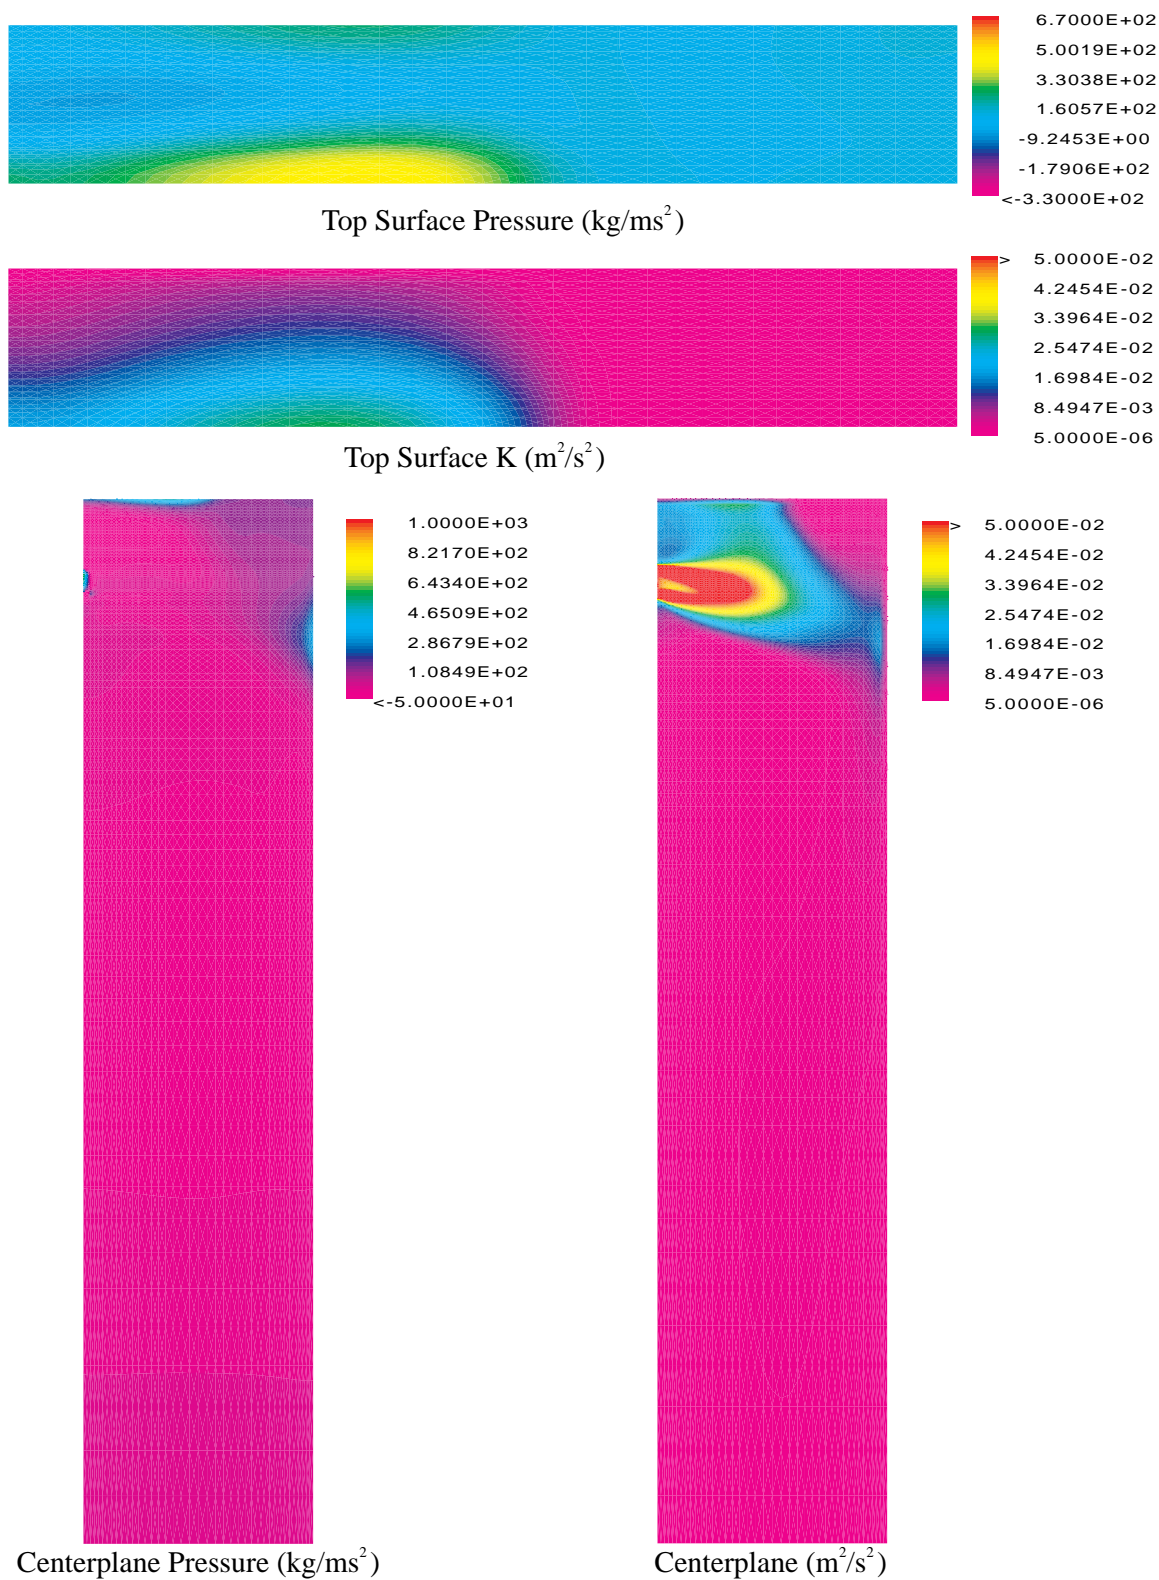 6.7000E+02
5.0019E+02
3.3038E+02
1.6057E+02
-9.2453E+00
-1.7906E+02
<-3.3000E+02
Top Surface Pressure (kg/ms²)
> 5.0000E-02
4.2454E-02
3.3964E-02
2.5474E-02
1.6984E-02
8.4947E-03
5.0000E-06
Top Surface K (m²/s²)
1.0000E+03
8.2170E+02
6.4340E+02
4.6509E+02
2.8679E+02
1.0849E+02
<-5.0000E+01
> 5.0000E-02
4.2454E-02
3.3964E-02
2.5474E-02
1.6984E-02
8.4947E-03
5.0000E-06
Centerplane Pressure (kg/ms²)
Centerplane (m²/s²)